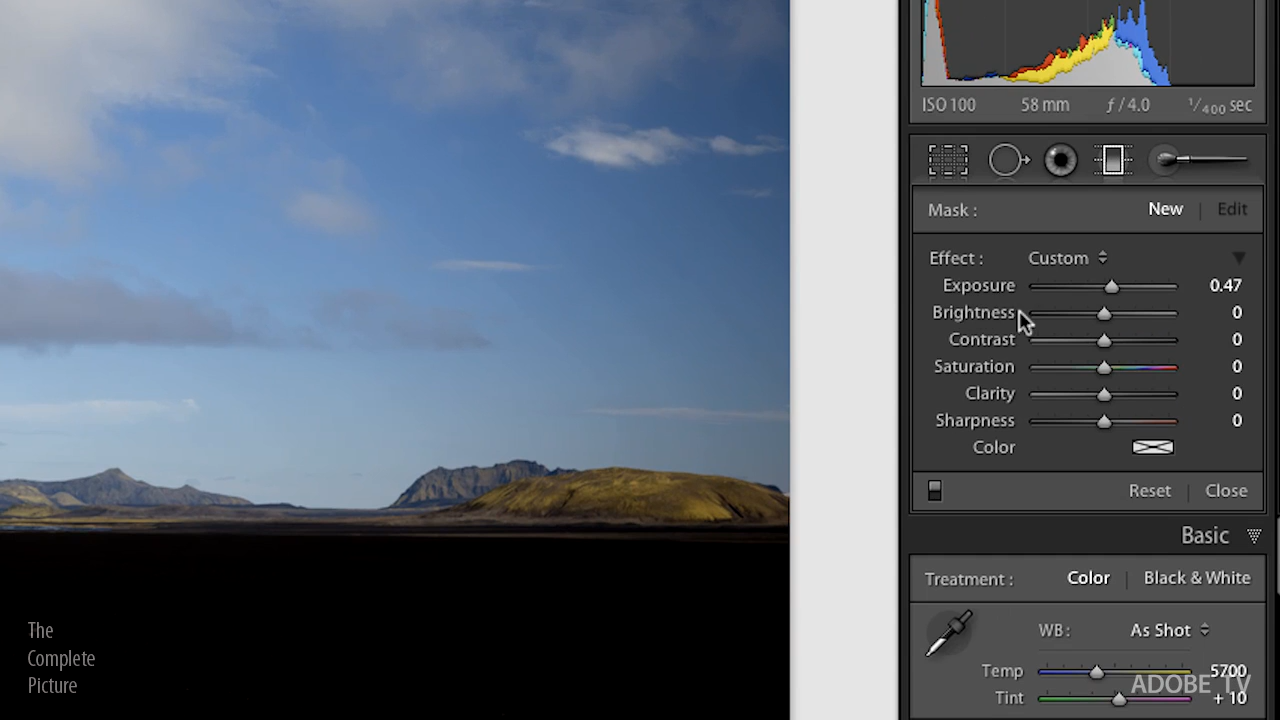 ISO 100 58 mm ƒ / 4.0 1/400 sec
Mask : New | Edit
Effect : Custom
Exposure 0.47
Brightness 0
Contrast 0
Saturation 0
Clarity 0
Sharpness 0
Color
Reset | Close
Basic
Treatment : Color | Black & White
WB : As Shot
Temp 5700
Tint + 10
The
Complete
Picture
ADOBE TV